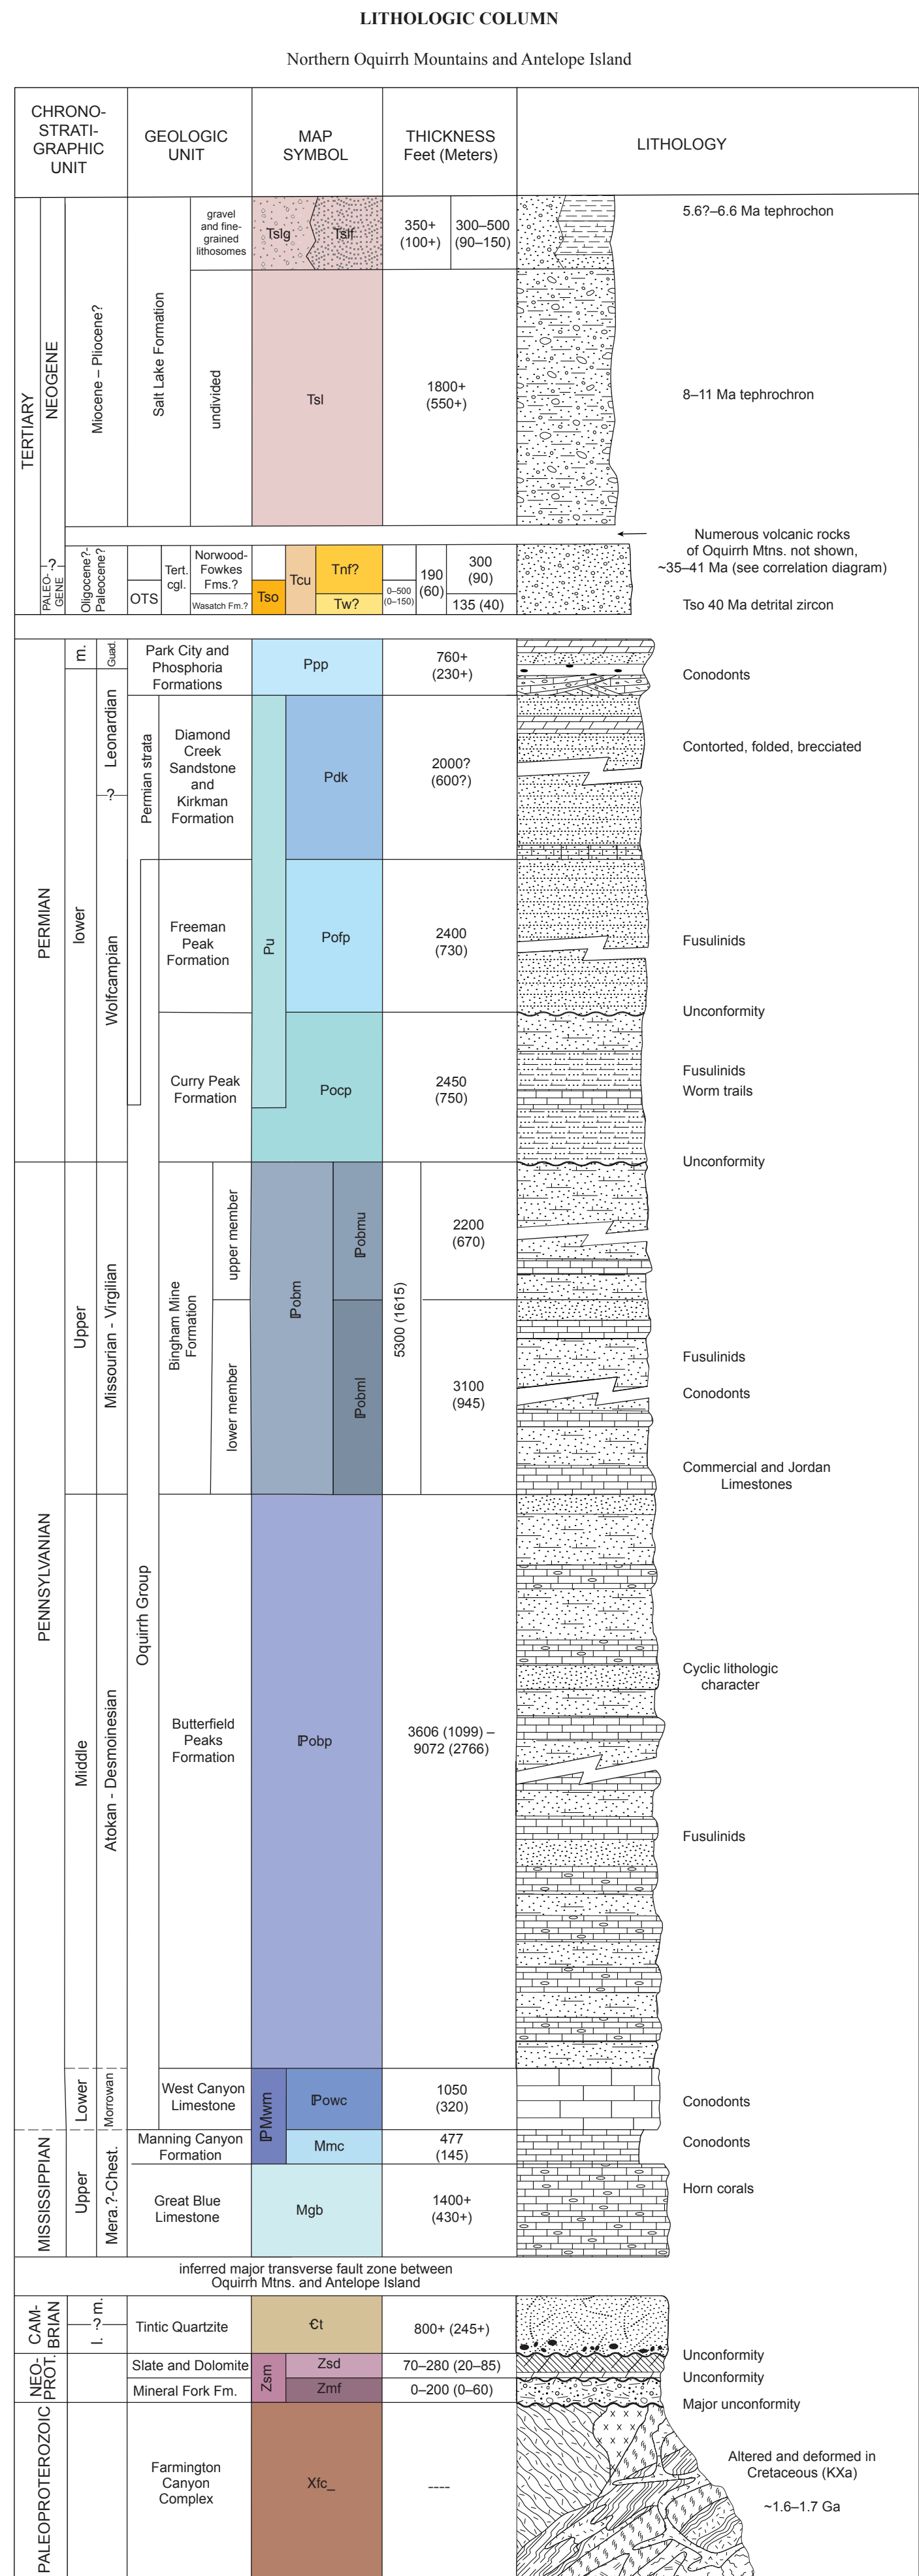 LITHOLOGIC COLUMN
Northern Oquirrh Mountains and Antelope Island
CHRONO-
STRATI-
GRAPHIC
UNIT
GEOLOGIC
UNIT
MAP
SYMBOL
THICKNESS
Feet (Meters)
LITHOLOGY
TERTIARY
NEOGENE
Miocene – Pliocene?
Salt Lake Formation
gravel
and fine-
grained
lithosomes
Tslg
Tslf
350+
(100+)
300–500
(90–150)
5.6?–6.6 Ma tephrochon
undivided
Tsl
1800+
(550+)
8–11 Ma tephrochron
Numerous volcanic rocks
of Oquirrh Mtns. not shown,
~35–41 Ma (see correlation diagram)
?
PALEO-
GENE
Oligocene?-
Paleocene?
OTS
Tert.
cgl.
Norwood-
Fowkes
Fms.?
Wasatch Fm.?
Tso
Tcu
Tnf?
Tw?
0–500
(0–150)
190
(60)
300
(90)
135 (40)
Tso 40 Ma detrital zircon
PERMIAN
m.
Guad.
Park City and
Phosphoria
Formations
Ppp
760+
(230+)
Conodonts
lower
Leonardian
?
Wolfcampian
Permian strata
Diamond
Creek
Sandstone
and
Kirkman
Formation
Pu
Pdk
2000?
(600?)
Contorted, folded, brecciated
Freeman
Peak
Formation
Pofp
2400
(730)
Fusulinids
Unconformity
Curry Peak
Formation
Pocp
2450
(750)
Fusulinids
Worm trails
Unconformity
PENNSYLVANIAN
Upper
Missourian - Virgilian
Oquirrh Group
Bingham Mine
Formation
upper member
lower member
ℙobm
ℙobmu
ℙobml
5300 (1615)
2200
(670)
3100
(945)
Fusulinids
Conodonts
Commercial and Jordan
Limestones
Middle
Atokan - Desmoinesian
Butterfield
Peaks
Formation
ℙobp
3606 (1099) –
9072 (2766)
Cyclic lithologic
character
Fusulinids
Lower
Morrowan
West Canyon
Limestone
ℙMwm
ℙowc
1050
(320)
Conodonts
MISSISSIPPIAN
Upper
Mera.?-Chest.
Manning Canyon
Formation
Mmc
477
(145)
Conodonts
Great Blue
Limestone
Mgb
1400+
(430+)
Horn corals
inferred major transverse fault zone between
Oquirrh Mtns. and Antelope Island
CAM-
BRIAN
m.
?
l.
Tintic Quartzite
Єt
800+ (245+)
Unconformity
NEO-
PROT.
Slate and Dolomite
Zsm
Zsd
70–280 (20–85)
Unconformity
Mineral Fork Fm.
Zmf
0–200 (0–60)
Major unconformity
PALEOPROTEROZOIC
Farmington
Canyon
Complex
Xfc_
----
Altered and deformed in
Cretaceous (KXa)
~1.6–1.7 Ga